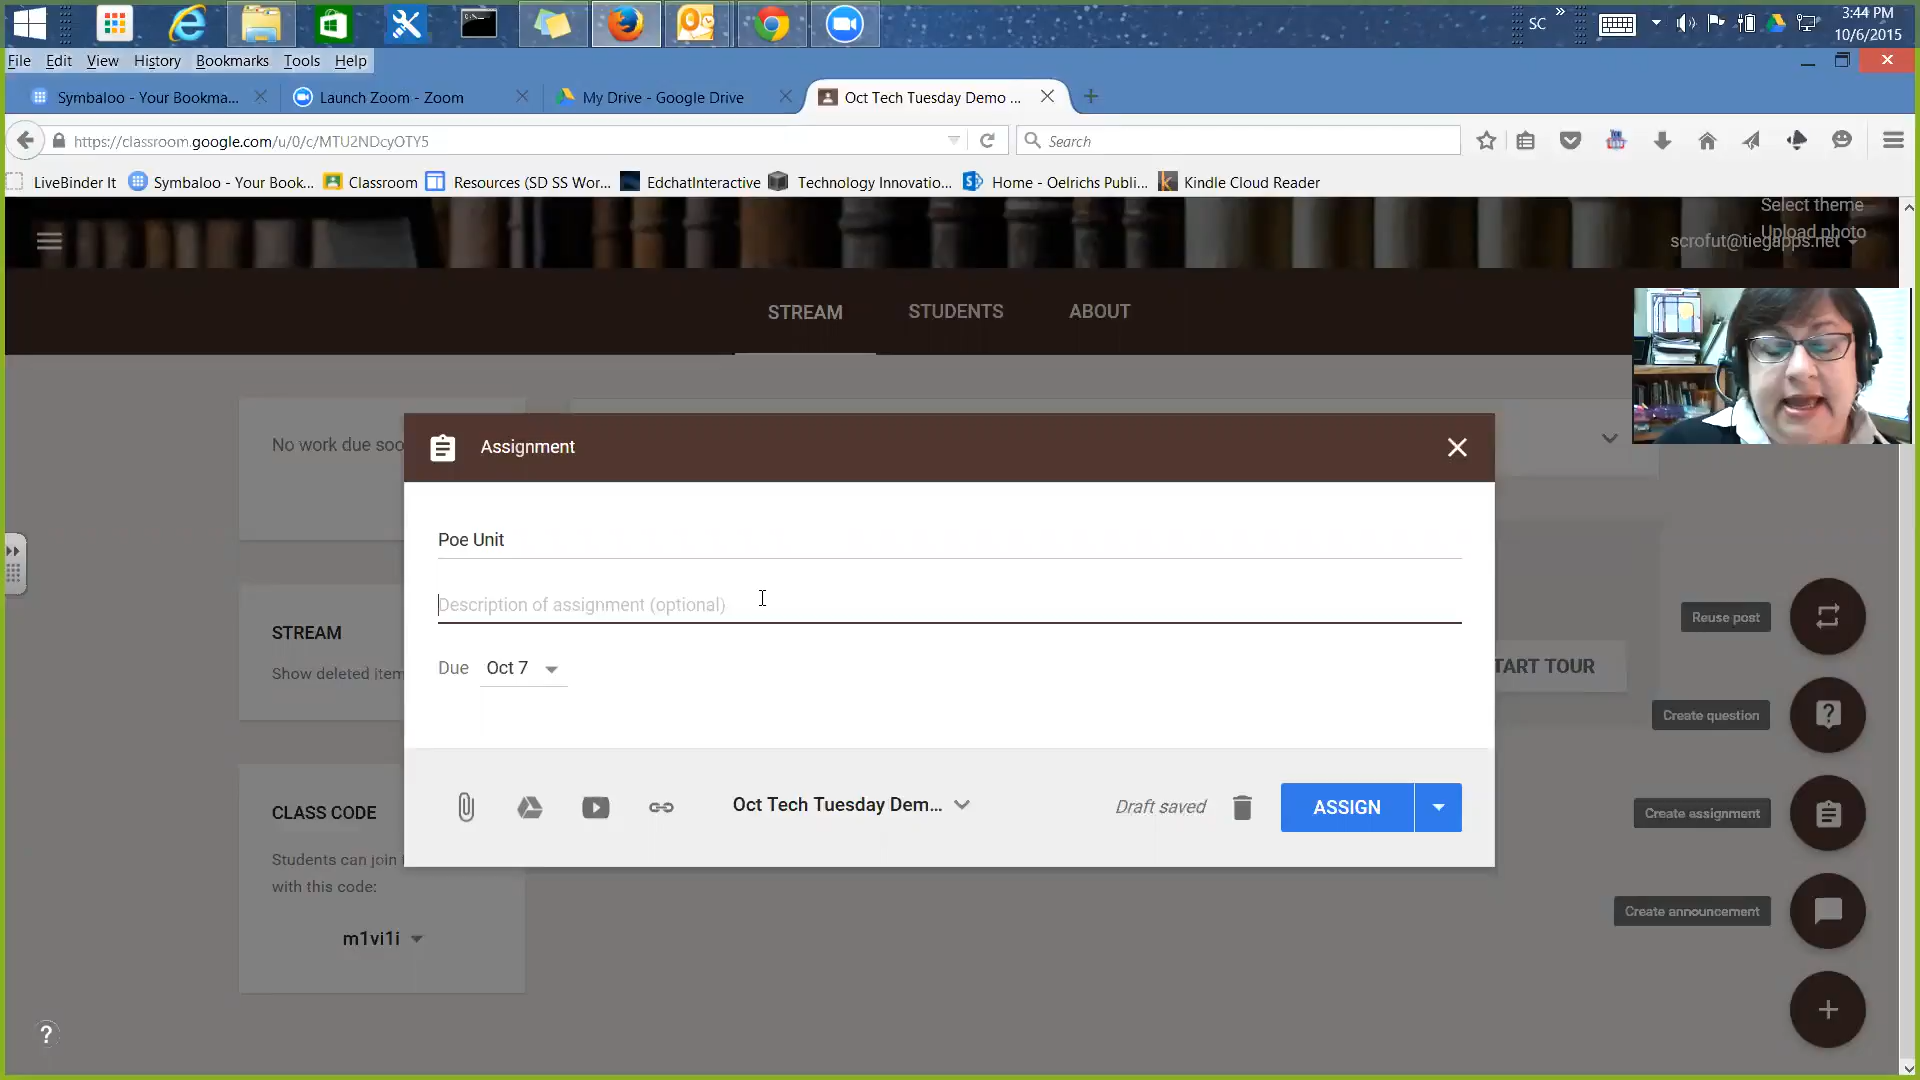 SC
3:44 PM
10/6/2015
File Edit View History Bookmarks Tools Help
Symbaloo - Your Bookma...
Launch Zoom - Zoom
My Drive - Google Drive
Oct Tech Tuesday Demo ...
https://classroom.google.com/u/0/c/MTU2NDcyOTY5
Search
LiveBinder It
Symbaloo - Your Book...
Classroom
Resources (SD SS Wor...
EdchatInteractive
Technology Innovatio...
Home - Oelrichs Publi...
Kindle Cloud Reader
Select theme
Upload photo
scrofut@tiegapps.net
STREAM
STUDENTS
ABOUT
No work due soo
Assignment
Poe Unit
Description of assignment (optional)
Due Oct 7
STREAM
Show deleted item
Reuse post
TART TOUR
Create question
Oct Tech Tuesday Dem...
Draft saved
ASSIGN
Create assignment
CLASS CODE
Students can join
with this code:
m1vi1i
Create announcement